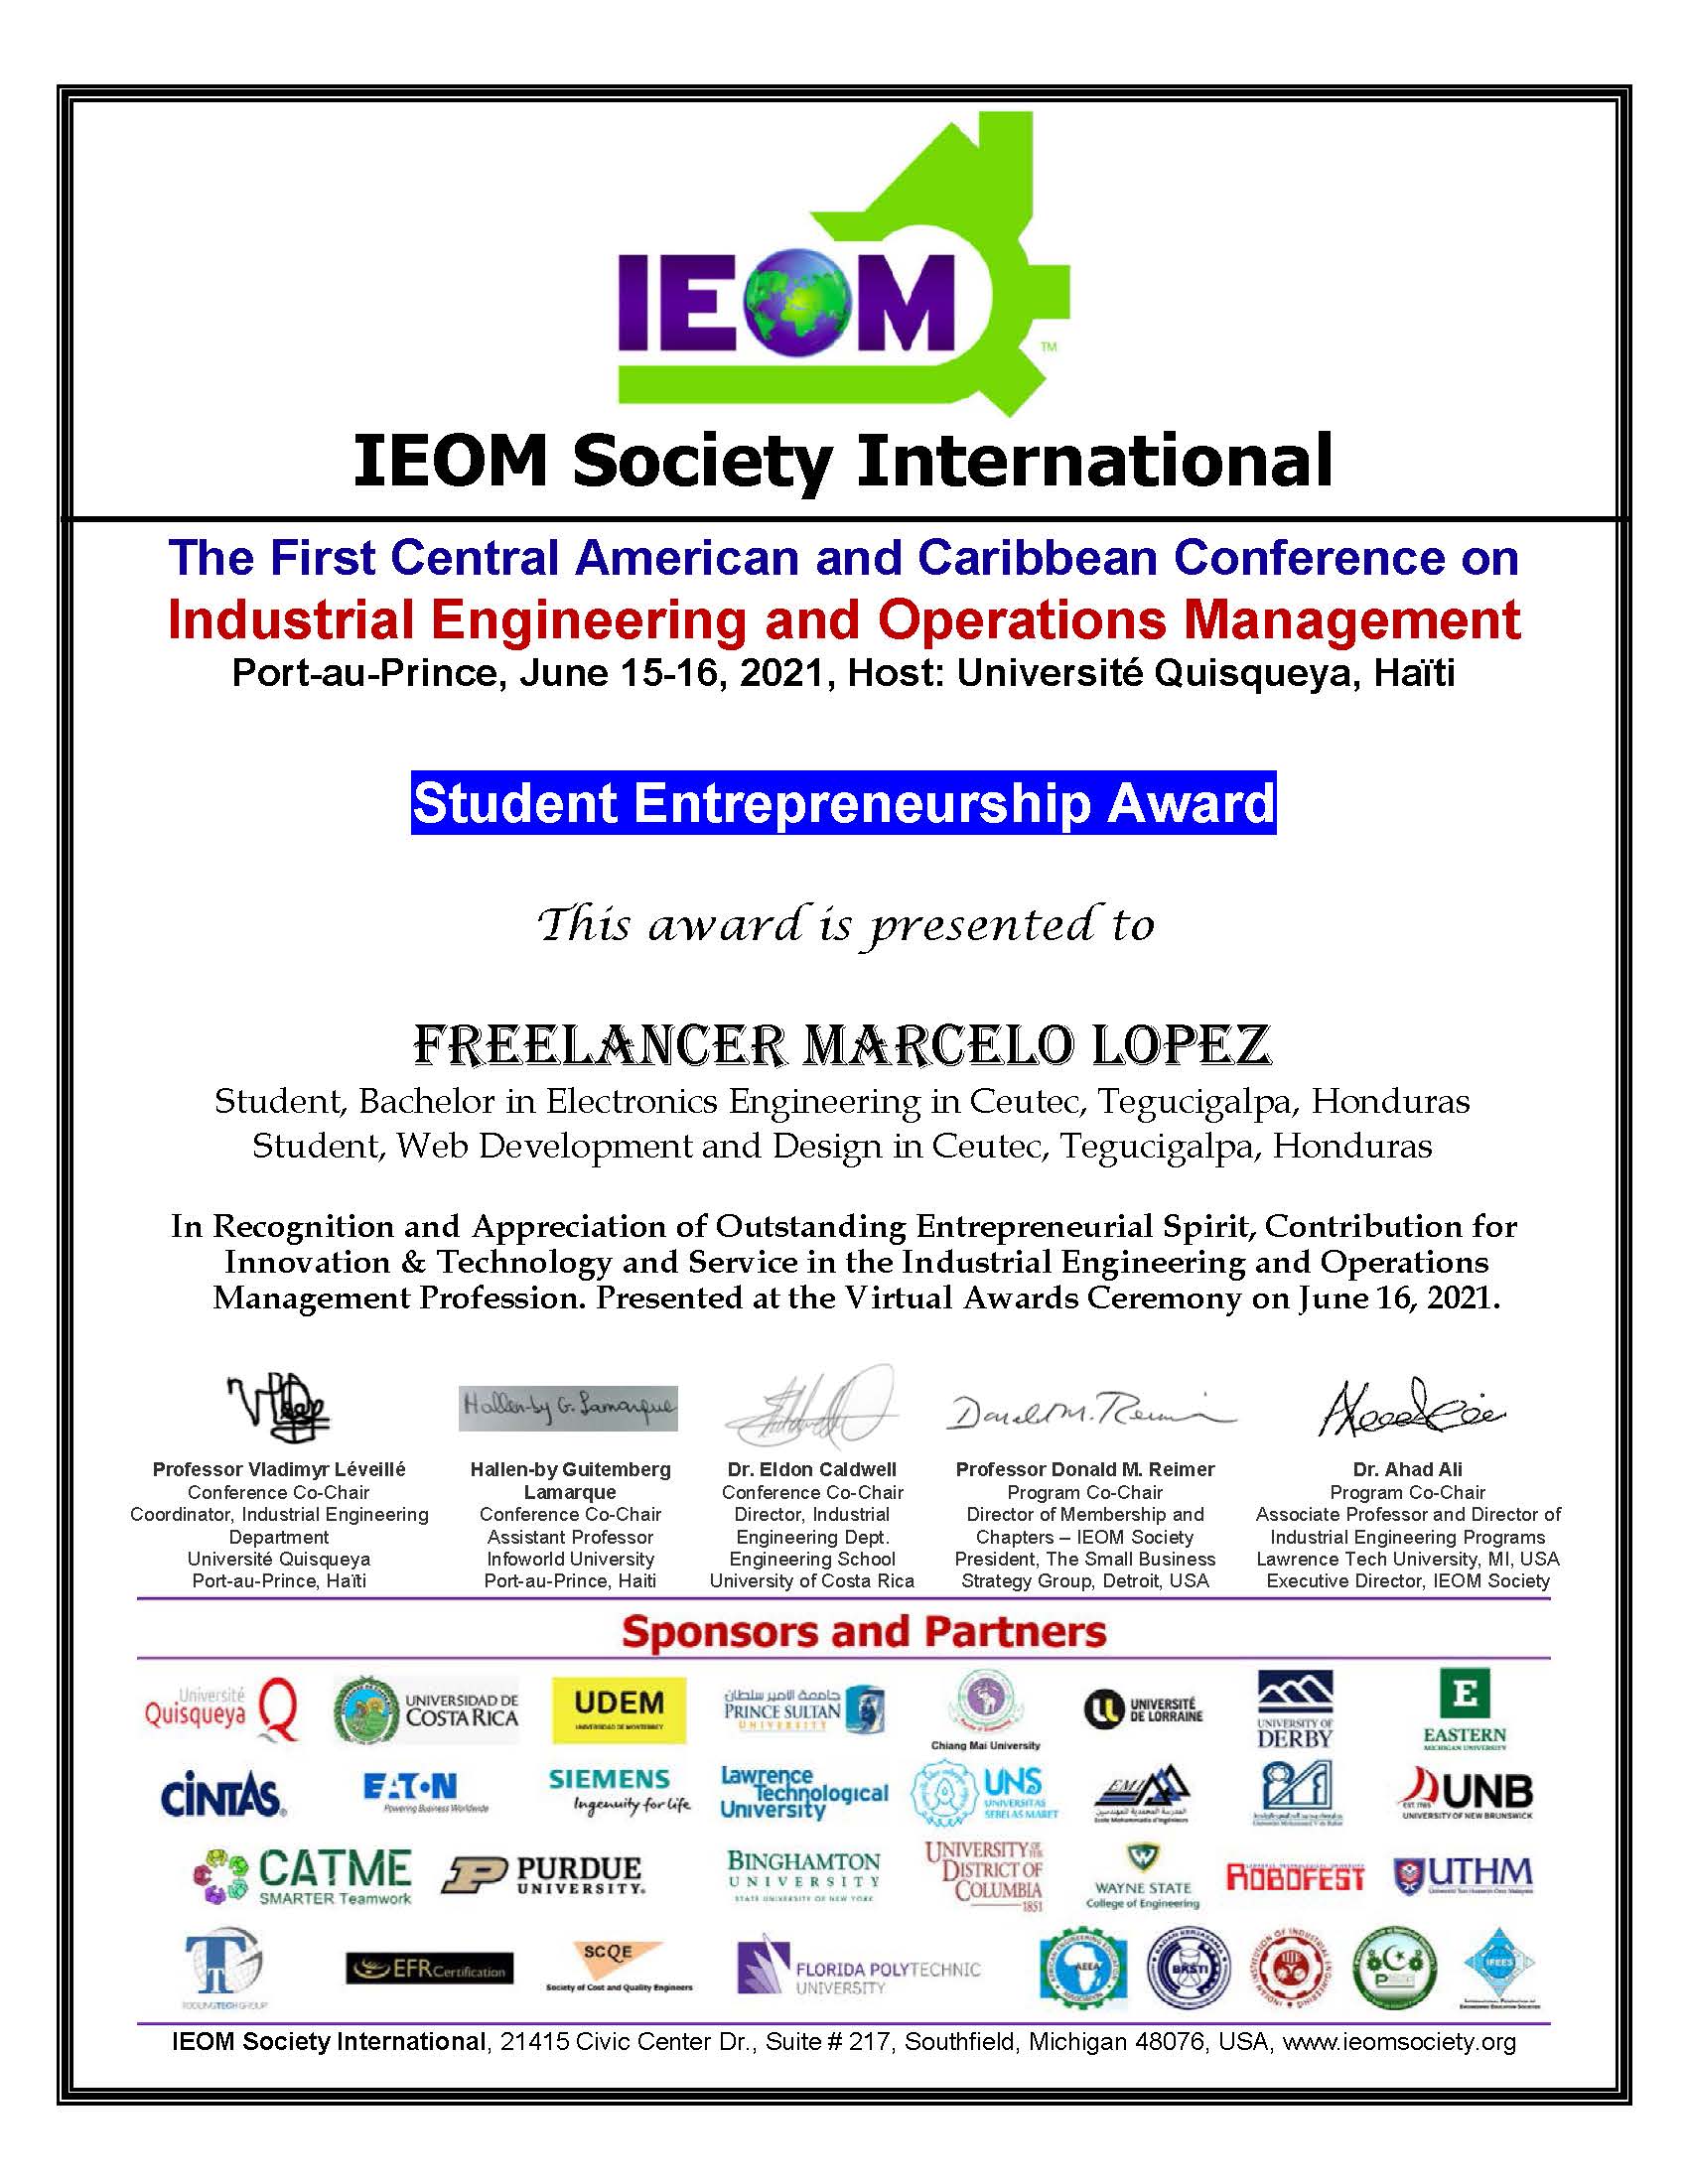 IEOM
TM
IEOM Society International
The First Central American and Caribbean Conference on
Industrial Engineering and Operations Management
Port-au-Prince, June 15-16, 2021, Host: Université Quisqueya, Haïti
Student Entrepreneurship Award
This award is presented to
FREELANCER MARCELO LOPEZ
Student, Bachelor in Electronics Engineering in Ceutec, Tegucigalpa, Honduras
Student, Web Development and Design in Ceutec, Tegucigalpa, Honduras
In Recognition and Appreciation of Outstanding Entrepreneurial Spirit, Contribution for
Innovation & Technology and Service in the Industrial Engineering and Operations
Management Profession. Presented at the Virtual Awards Ceremony on June 16, 2021.
Hallen-by G. Lamarque
Donald M. Reimer
Professor Vladimyr Léveillé
Conference Co-Chair
Coordinator, Industrial Engineering
Department
Université Quisqueya
Port-au-Prince, Haïti
Hallen-by Guitemberg
Lamarque
Conference Co-Chair
Assistant Professor
Infoworld University
Port-au-Prince, Haiti
Dr. Eldon Caldwell
Conference Co-Chair
Director, Industrial
Engineering Dept.
Engineering School
University of Costa Rica
Professor Donald M. Reimer
Program Co-Chair
Director of Membership and
Chapters – IEOM Society
President, The Small Business
Strategy Group, Detroit, USA
Dr. Ahad Ali
Program Co-Chair
Associate Professor and Director of
Industrial Engineering Programs
Lawrence Tech University, MI, USA
Executive Director, IEOM Society
Sponsors and Partners
Université
Quisqueya
UNIVERSIDAD DE
COSTA RICA
UDEM
UNIVERSIDAD DE MONTERREY
جامعة الأمير سلطان
PRINCE SULTAN
UNIVERSITY
Chiang Mai University
UNIVERSITÉ
DE LORRAINE
UNIVERSITY OF
DERBY
E
EASTERN
MICHIGAN UNIVERSITY
CINTAS
EATON
Powering Business Worldwide
SIEMENS
Ingenuity for life
Lawrence
Technological
University
UNS
UNIVERSITAS
SEBELAS MARET
EMI
المدرسة المحمدية للمهندسين
Ecole Mohammadia d'Ingénieurs
UNB
EST. 1785
UNIVERSITY OF NEW BRUNSWICK
CATME
SMARTER Teamwork
PURDUE
UNIVERSITY
BINGHAMTON
UNIVERSITY
STATE UNIVERSITY OF NEW YORK
UNIVERSITY OF THE
DISTRICT OF
COLUMBIA
1851
WAYNE STATE
College of Engineering
ROBOFEST
UTHM
TOOLINGTECHGROUP
EFR Certification
SCQE
Society of Cost and Quality Engineers
FLORIDA POLYTECHNIC
UNIVERSITY
AEEA
BKSTI
IFEES
IEOM Society International, 21415 Civic Center Dr., Suite # 217, Southfield, Michigan 48076, USA, www.ieomsociety.org